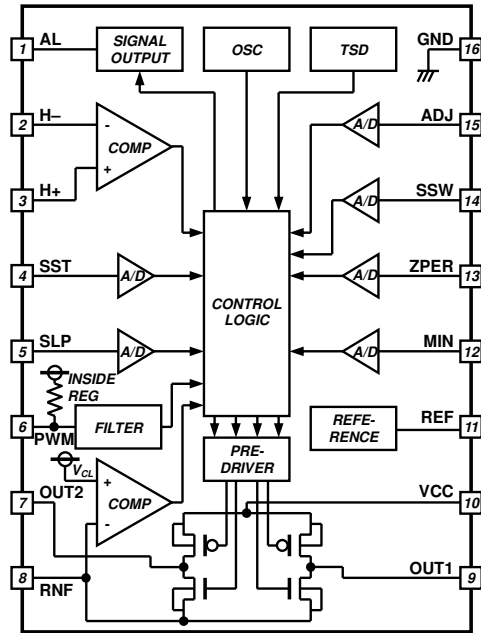 AL
SIGNAL
OUTPUT
OSC
TSD
GND
1
16
2
H–
-
COMP
+
3
H+
A/D
ADJ
15
A/D
SSW
14
4
SST
A/D
A/D
ZPER
13
CONTROL
LOGIC
5
SLP
A/D
A/D
MIN
12
INSIDE
REG
6
PWM
FILTER
REFE-
RENCE
REF
11
PRE-
DRIVER
VCL
+
COMP
-
OUT2
7
VCC
10
8
RNF
OUT1
9